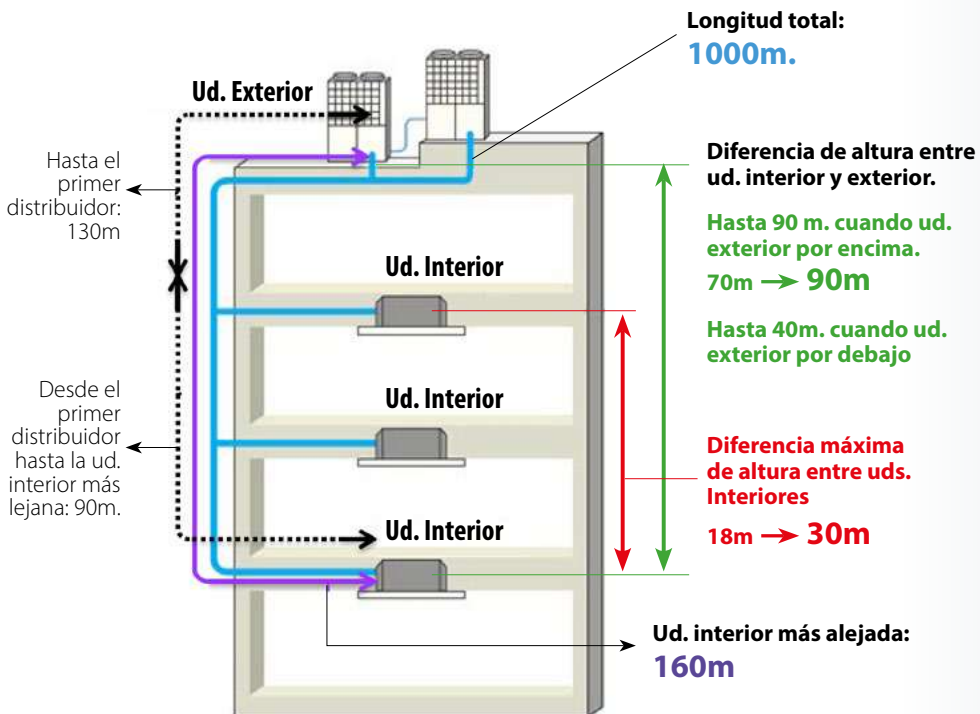 Longitud total:
1000m.
Ud. Exterior
Hasta el
primer
distribuidor:
130m
Diferencia de altura entre
ud. interior y exterior.
Hasta 90 m. cuando ud.
exterior por encima.
70m → 90m
Hasta 40m. cuando ud.
exterior por debajo
Ud. Interior
Ud. Interior
Desde el
primer
distribuidor
hasta la ud.
interior más
lejana: 90m.
Diferencia máxima
de altura entre uds.
Interiores
18m → 30m
Ud. Interior
Ud. interior más alejada:
160m